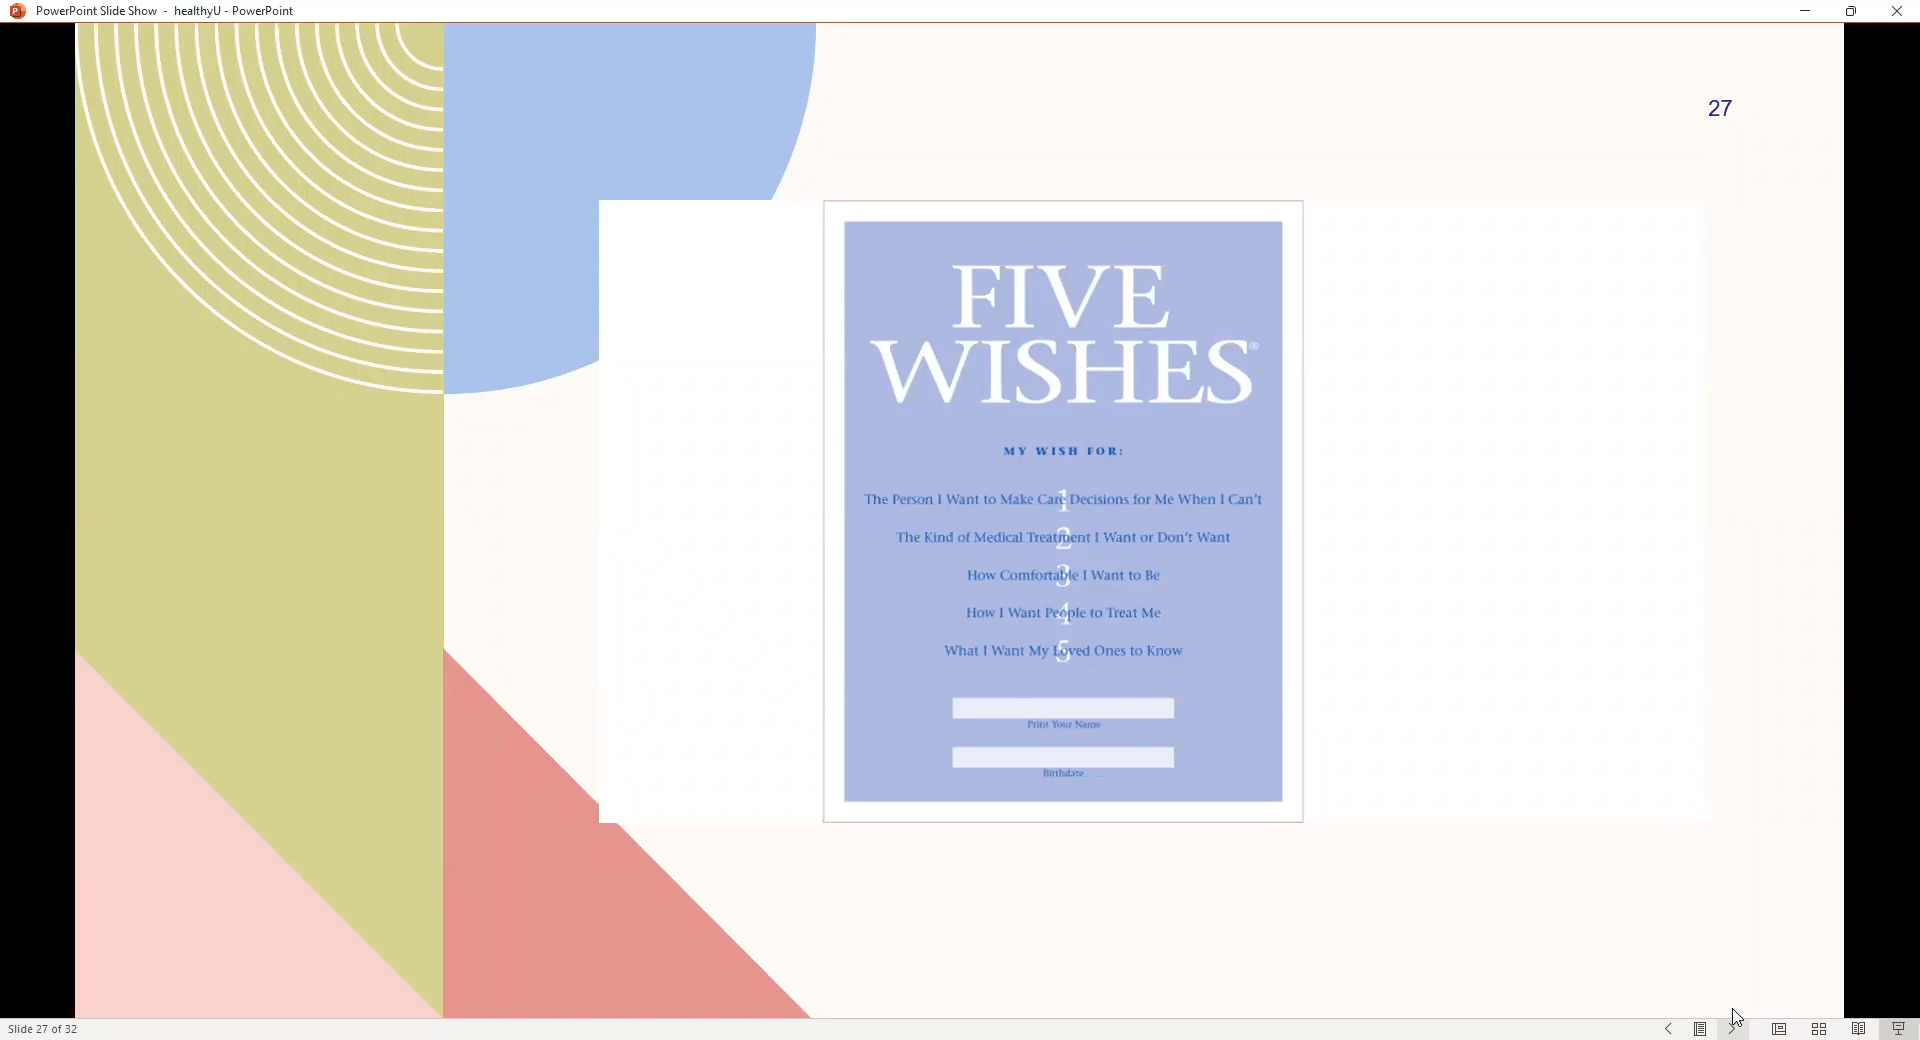 PowerPoint Slide Show - healthyU - PowerPoint
27
FIVE
WISHES®
MY WISH FOR:
1
The Person I Want to Make Care Decisions for Me When I Can't
2
The Kind of Medical Treatment I Want or Don't Want
3
How Comfortable I Want to Be
4
How I Want People to Treat Me
5
What I Want My Loved Ones to Know
Print Your Name
Birthdate
Slide 27 of 32